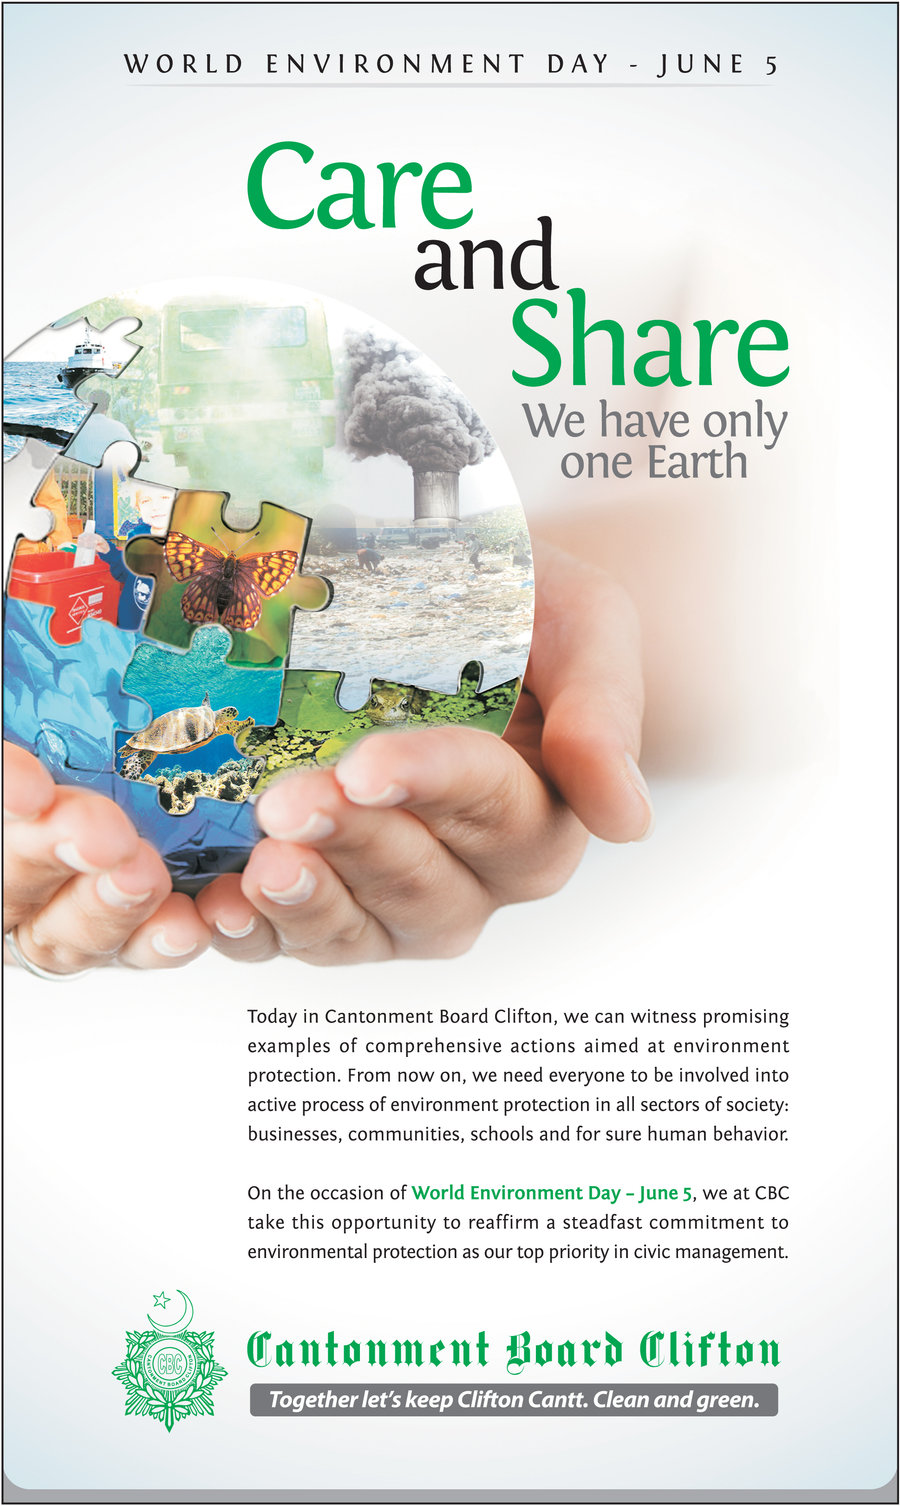 WORLD ENVIRONMENT DAY - JUNE 5
Care
and
Share
We have only
one Earth
Today in Cantonment Board Clifton, we can witness promising
examples of comprehensive actions aimed at environment
protection. From now on, we need everyone to be involved into
active process of environment protection in all sectors of society:
businesses, communities, schools and for sure human behavior.
On the occasion of World Environment Day – June 5, we at CBC
take this opportunity to reaffirm a steadfast commitment to
environmental protection as our top priority in civic management.
CBC
CANTONMENT BOARD CLIFTON
Cantonment Board Clifton
Together let's keep Clifton Cantt. Clean and green.